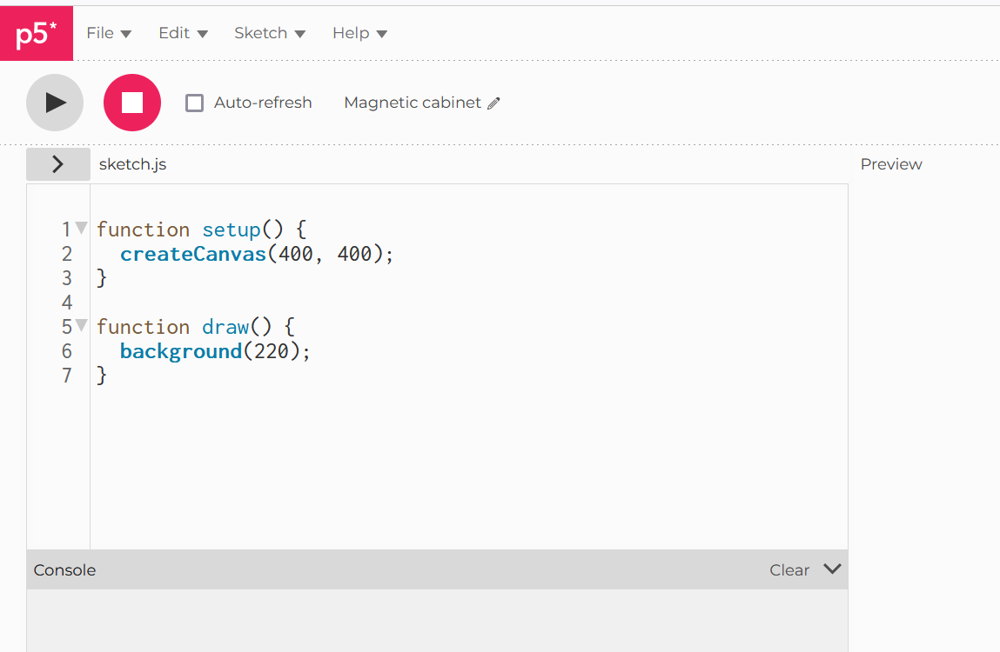 p5*
File Edit Sketch Help
Auto-refresh Magnetic cabinet
sketch.js Preview
1 function setup() {
2   createCanvas(400, 400);
3 }
4
5 function draw() {
6   background(220);
7 }
Console Clear